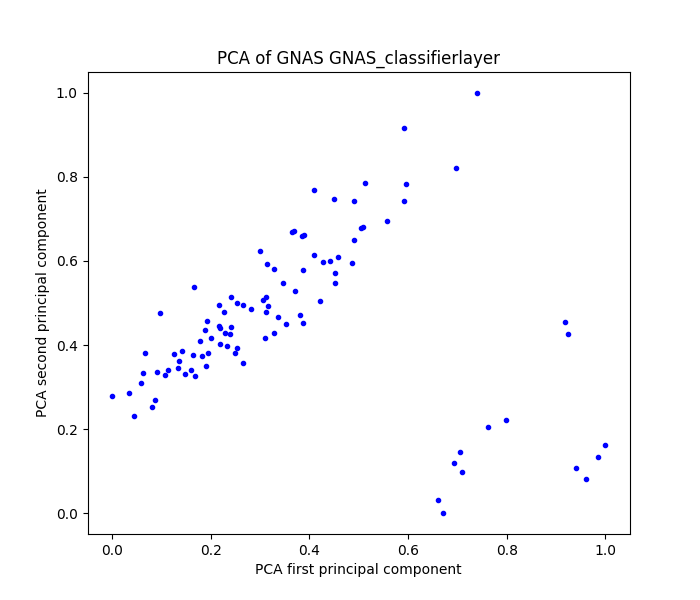 PCA of GNAS GNAS_classifierlayer
PCA second principal component
1.0
0.8
0.6
0.4
0.2
0.0
0.0 0.2 0.4 0.6 0.8 1.0
PCA first principal component